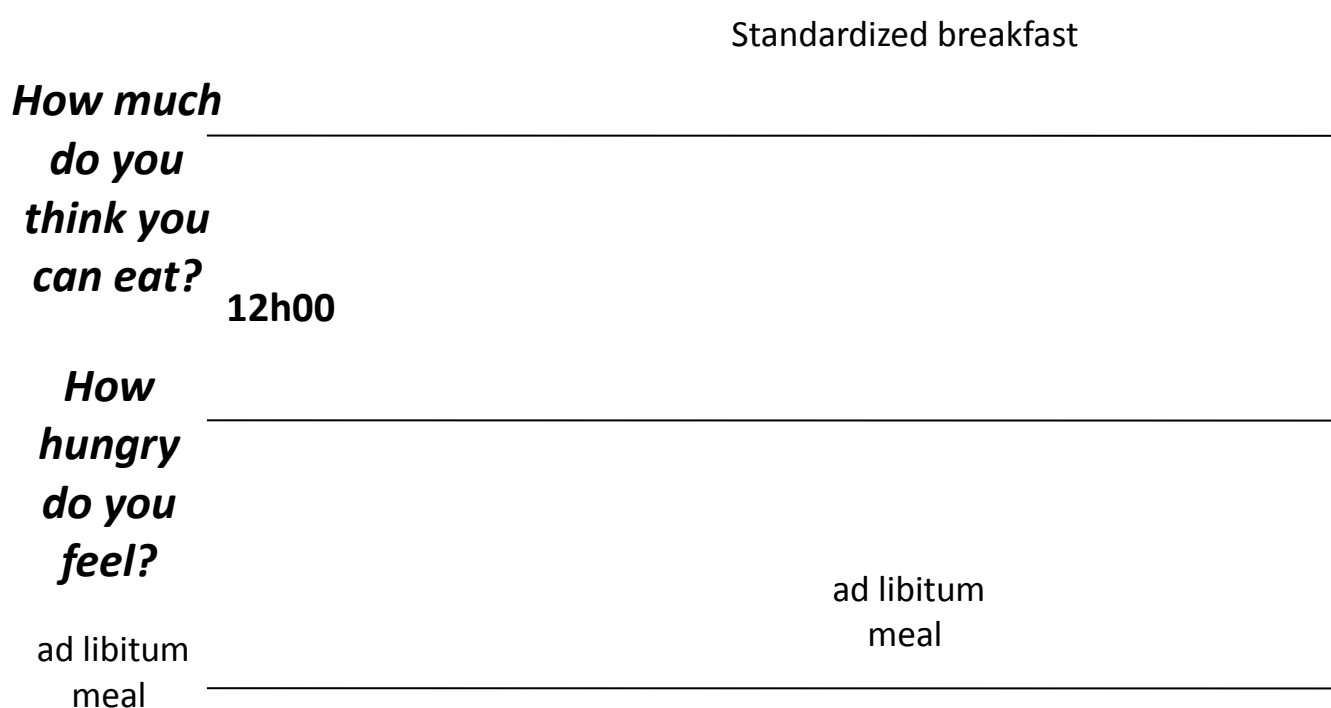 Standardized breakfast
How much
do you
think you
can eat?
12h00
How
hungry
do you
feel?
ad libitum
meal
ad libitum
meal